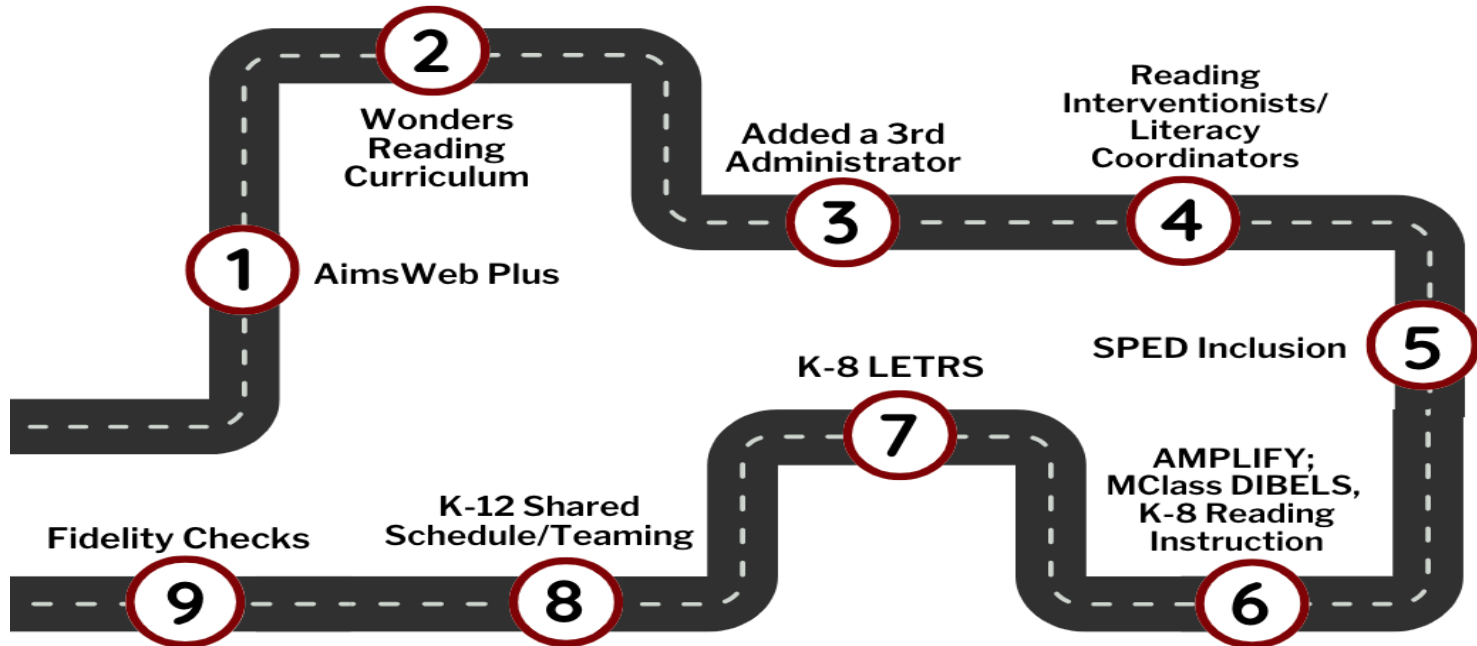 1
AimsWeb Plus
2
Wonders
Reading
Curriculum
3
Added a 3rd
Administrator
4
Reading
Interventionists/
Literacy
Coordinators
5
SPED Inclusion
6
AMPLIFY;
MClass DIBELS,
K-8 Reading
Instruction
7
K-8 LETRS
8
K-12 Shared
Schedule/Teaming
9
Fidelity Checks